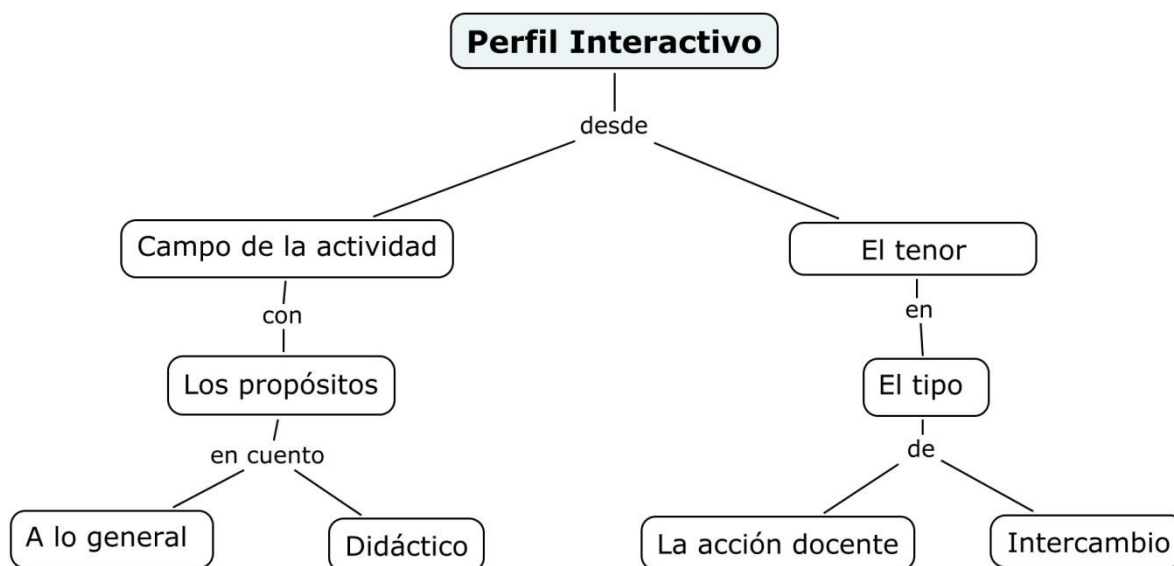 Perfil Interactivo
desde
Campo de la actividad
El tenor
con
en
Los propósitos
El tipo
en cuento
de
A lo general
Didáctico
La acción docente
Intercambio